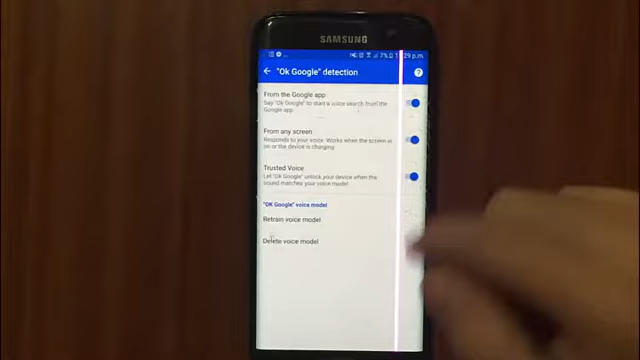 SAMSUNG
7%
29 p.m.
"Ok Google" detection
From the Google app
Say "Ok Google" to start a voice search from the
Google app
From any screen
Responds to your voice. Works when the screen is
on or the device is charging
Trusted Voice
Let "Ok Google" unlock your device when the
sound matches your voice model
"OK Google" voice model
Retrain voice model
Delete voice model